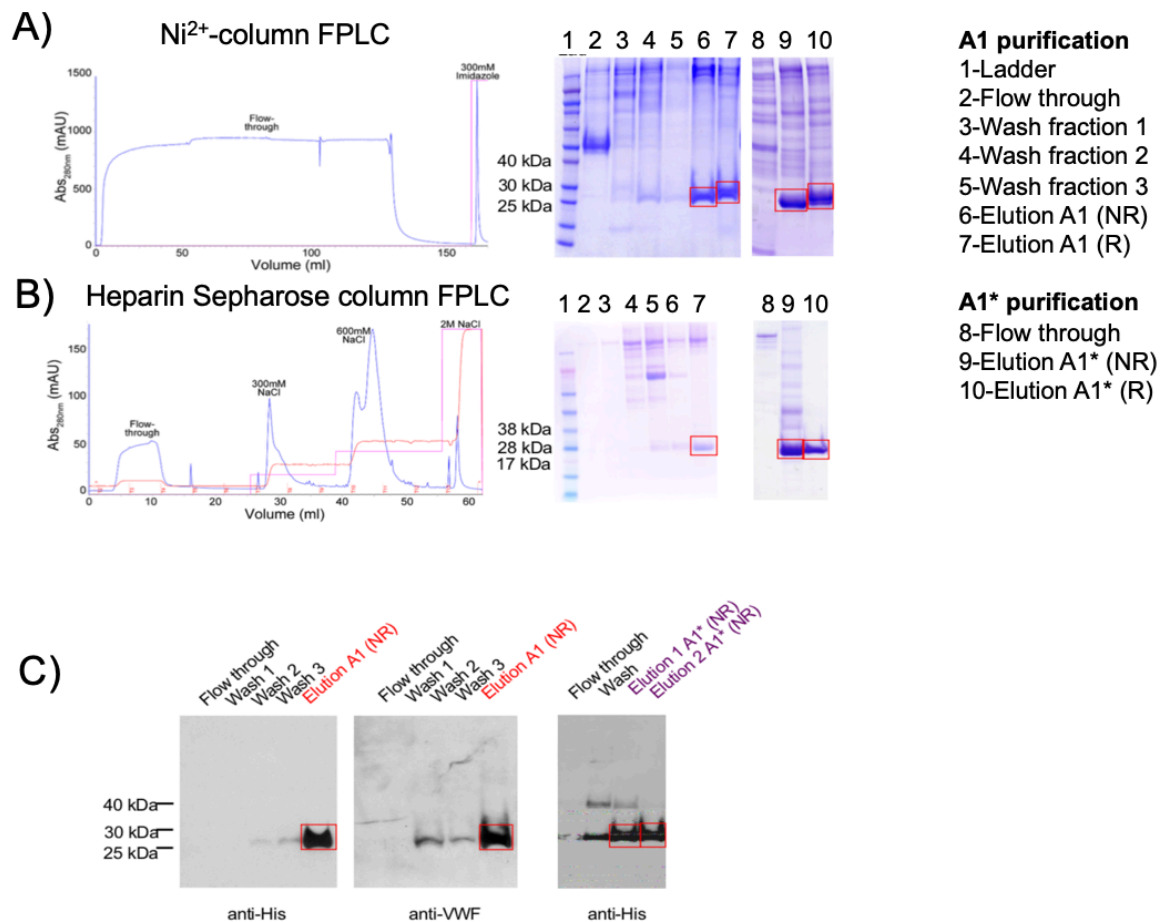 A)
Ni²⁺-column FPLC
1500
1000
500
0
Abs280nm (mAU)
Flow-
through
300mM
Imidazole
50
100
150
Volume (ml)
1 2 3 4 5 6 7 8 9 10
40 kDa
30 kDa
25 kDa
A1 purification
1-Ladder
2-Flow through
3-Wash fraction 1
4-Wash fraction 2
5-Wash fraction 3
6-Elution A1 (NR)
7-Elution A1 (R)
B)
Heparin Sepharose column FPLC
150
100
50
0
Abs280nm (mAU)
Flow-
through
300mM
NaCl
600mM
NaCl
2M NaCl
0 10 20 30 40 50 60
Volume (ml)
1 2 3 4 5 6 7 8 9 10
38 kDa
28 kDa
17 kDa
A1* purification
8-Flow through
9-Elution A1* (NR)
10-Elution A1* (R)
C)
Flow through
Wash 1
Wash 2
Wash 3
Elution A1 (NR)
Flow through
Wash 1
Wash 2
Wash 3
Elution A1 (NR)
Flow through
Wash
Elution 1 A1* (NR)
Elution 2 A1* (NR)
40 kDa
30 kDa
25 kDa
anti-His
anti-VWF
anti-His